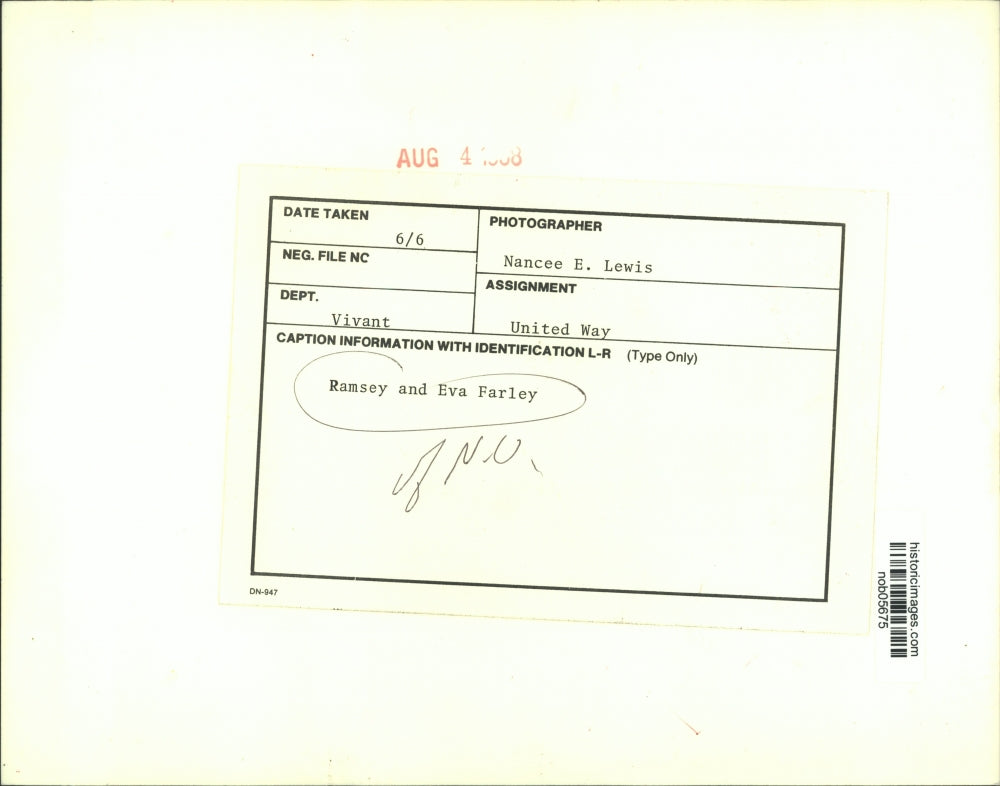 AUG 4
DATE TAKEN
6/6
PHOTOGRAPHER
Nancee E. Lewis
NEG. FILE NC
ASSIGNMENT
United Way
DEPT.
Vivant
CAPTION INFORMATION WITH IDENTIFICATION L-R (Type Only)
Ramsey and Eva Farley
N.O.
DN-947
historicimages.com
nob05675